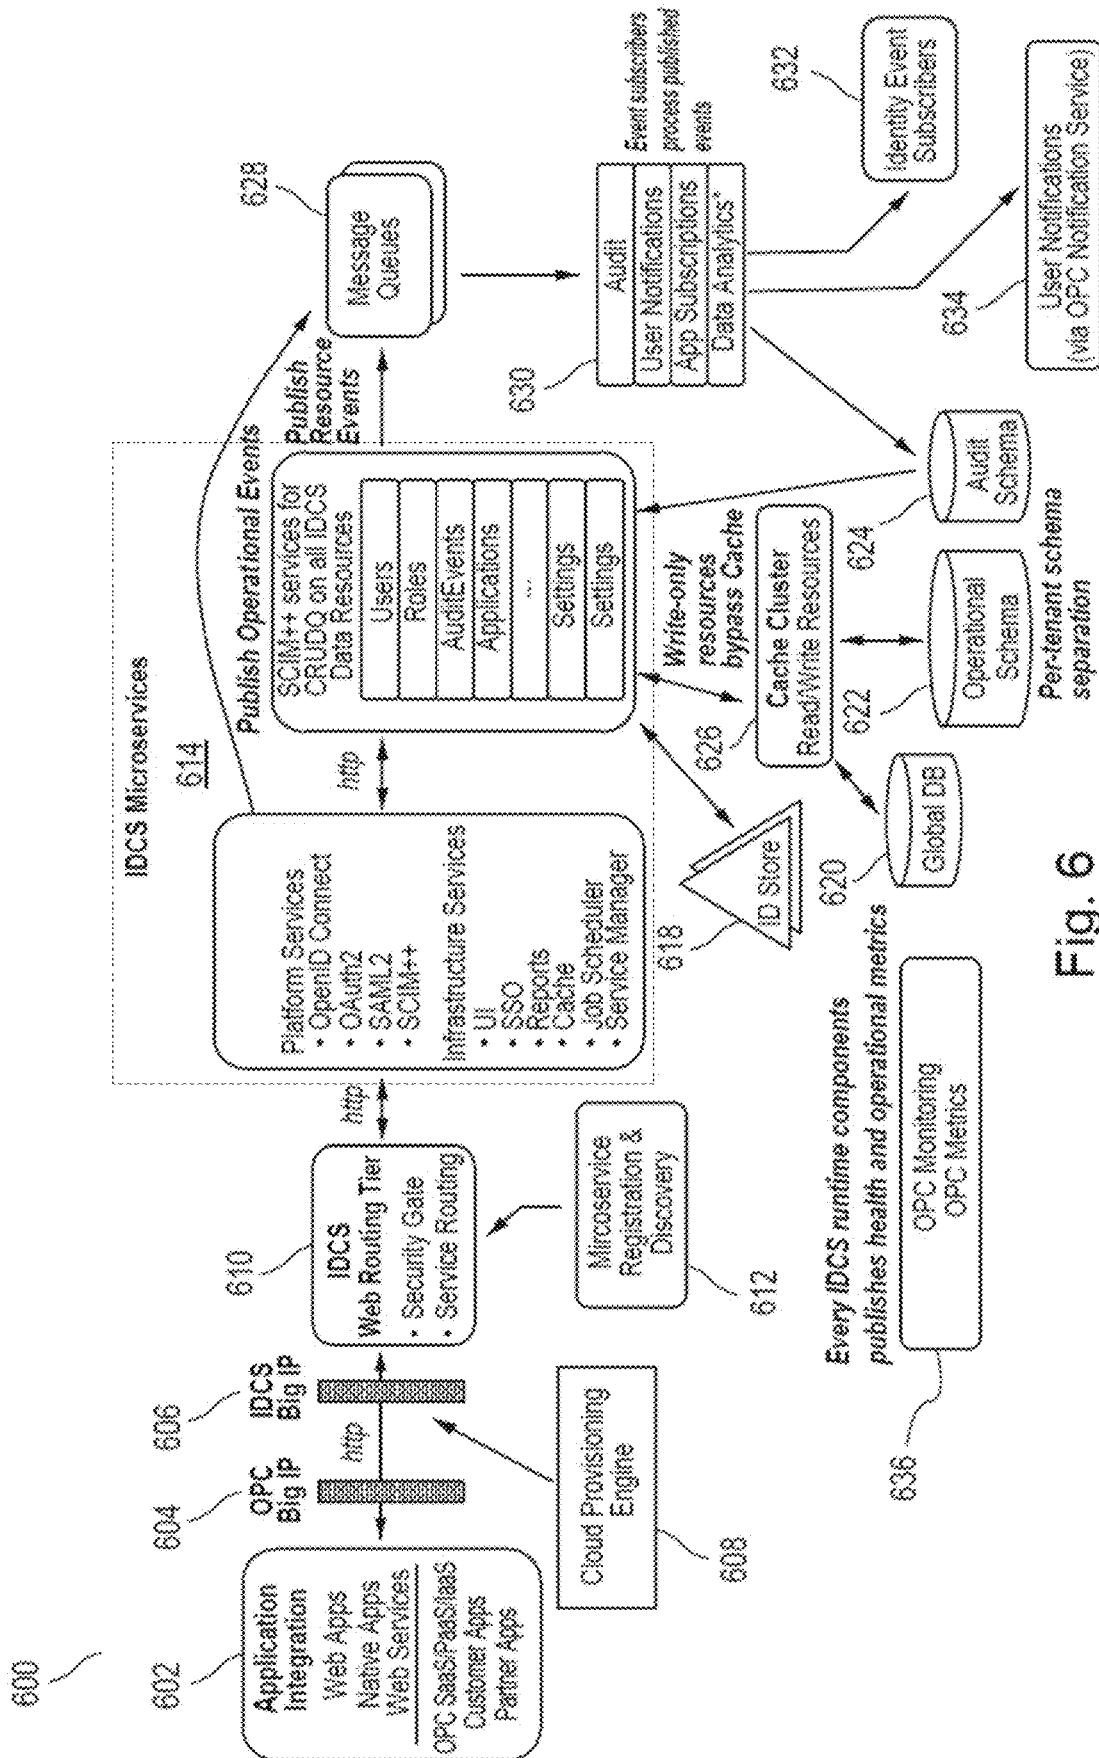 600
602
Application
Integration
Web Apps
Native Apps
Web Services
OPC SaaS/PaaS/IaaS
Customer Apps
Partner Apps
604
OPC
Big IP
606
IDCS
Big IP
http
Cloud Provisioning
Engine
608
610
IDCS
Web Routing Tier
• Security Gate
• Service Routing
Mircoservice
Registration &
Discovery
612
http
IDCS Microservices
614
Platform Services
• OpenID Connect
• OAuth2
• SAML2
• SCIM++
Infrastructure Services
• UI
• SSO
• Reports
• Cache
• Job Scheduler
• Service Manager
http
Publish Operational Events
SCIM++ services for
CRUDQ on all IDCS
Data Resources
Users
Roles
AuditEvents
Applications
...
Settings
Settings
Publish
Resource
Events
628
Message
Queues
630
Audit
User Notifications
App Subscriptions
Data Analytics*
Event subscribers
process published
events
632
Identity Event
Subscribers
634
User Notifications
(via OPC Notification Service)
618
ID Store
Write-only
resources
bypass Cache
626
Cache Cluster
Read/Write Resources
620
Global DB
622
Operational
Schema
624
Audit
Schema
Per-tenant schema
separation
Every IDCS runtime components
publishes health and operational metrics
OPC Monitoring
OPC Metrics
636
Fig. 6